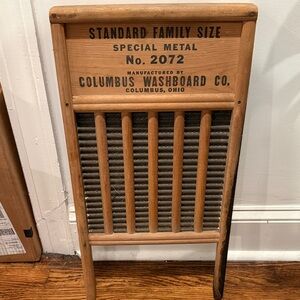 STANDARD FAMILY SIZE
SPECIAL METAL
No. 2072
MANUFACTURED BY
COLUMBUS WASHBOARD CO.
COLUMBUS, OHIO